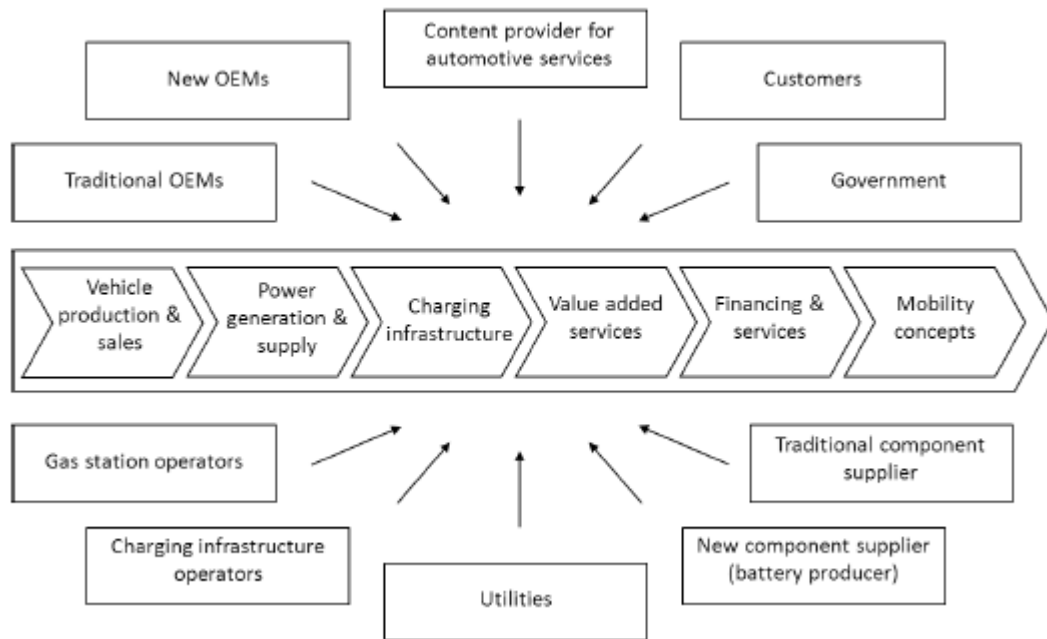 Content provider for
automotive services
New OEMs
Customers
Traditional OEMs
Government
Vehicle
production &
sales
Power
generation &
supply
Charging
infrastructure
Value added
services
Financing &
services
Mobility
concepts
Gas station operators
Traditional component
supplier
Charging infrastructure
operators
Utilities
New component supplier
(battery producer)